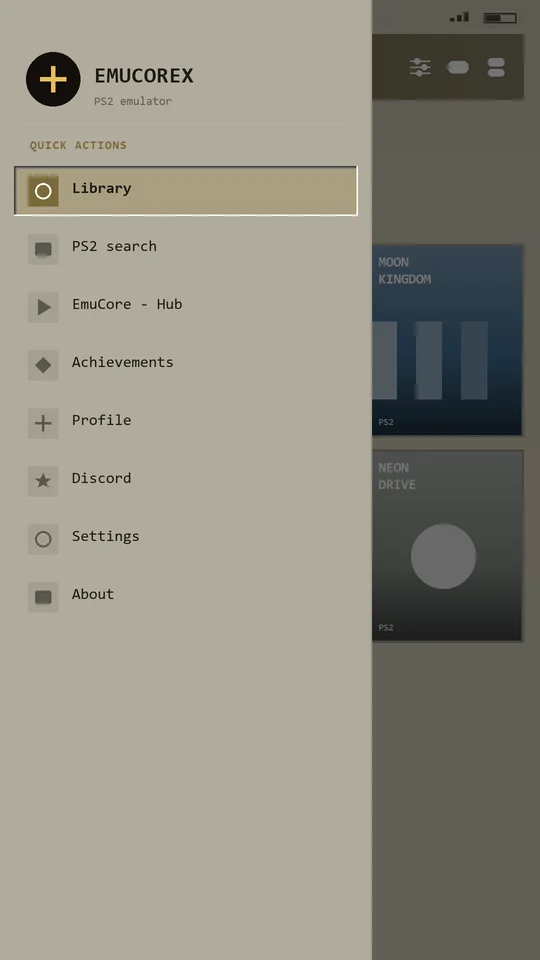 EMUCOREX
PS2 emulator
QUICK ACTIONS
Library
PS2 search
EmuCore - Hub
Achievements
Profile
Discord
Settings
About
MOON
KINGDOM
PS2
NEON
DRIVE
PS2